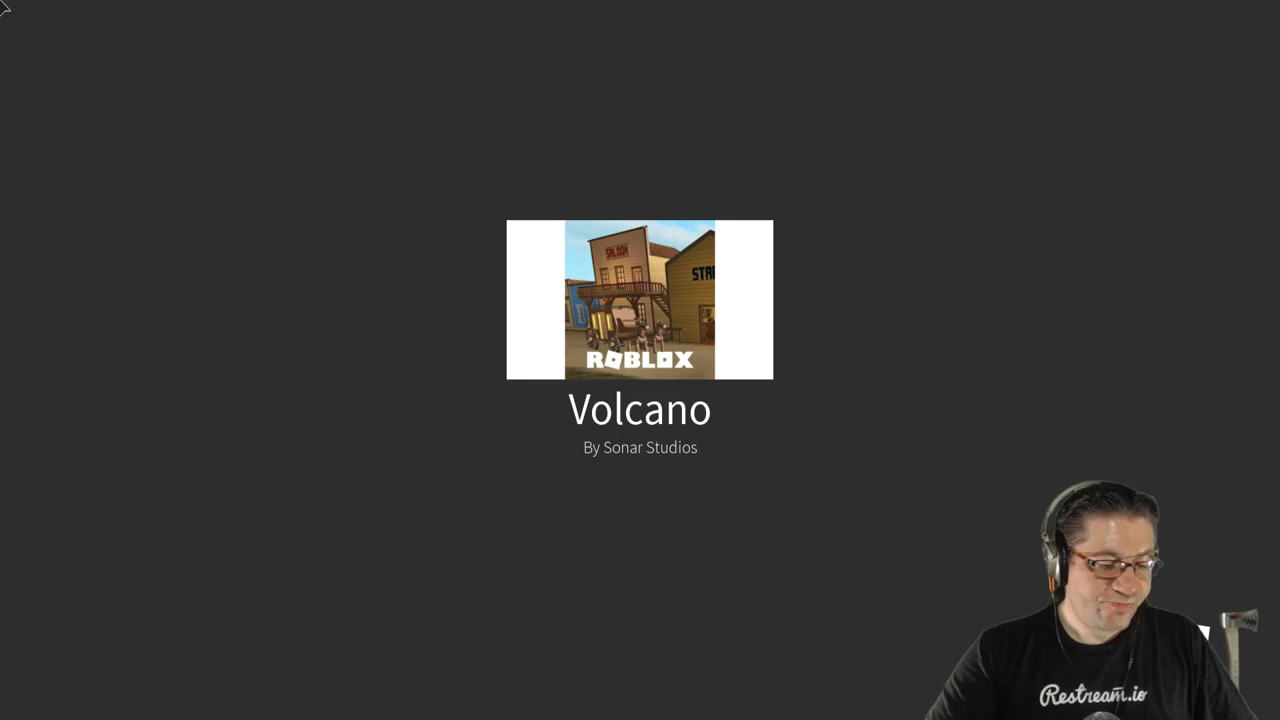 SALOON
STA
ROBLOX
Volcano
By Sonar Studios
Restream.io